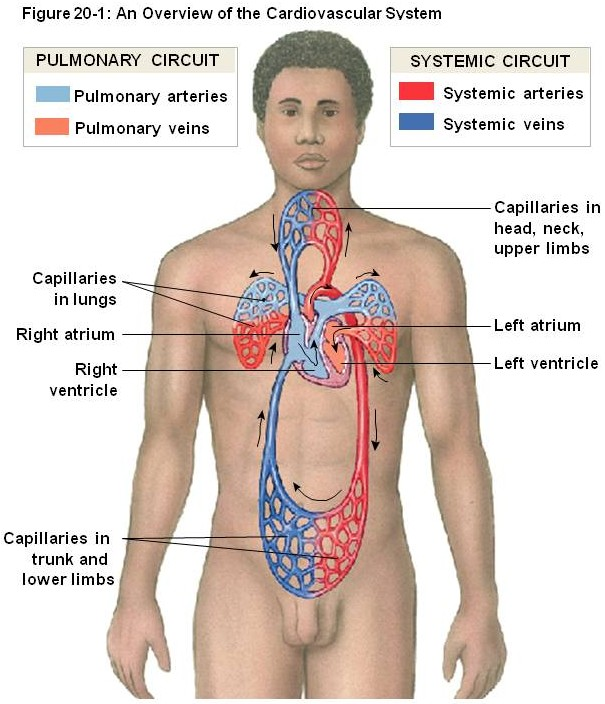 Figure 20-1: An Overview of the Cardiovascular System
PULMONARY CIRCUIT
Pulmonary arteries
Pulmonary veins
SYSTEMIC CIRCUIT
Systemic arteries
Systemic veins
Capillaries in
head, neck,
upper limbs
Capillaries
in lungs
Right atrium
Right
ventricle
Left atrium
Left ventricle
Capillaries in
trunk and
lower limbs